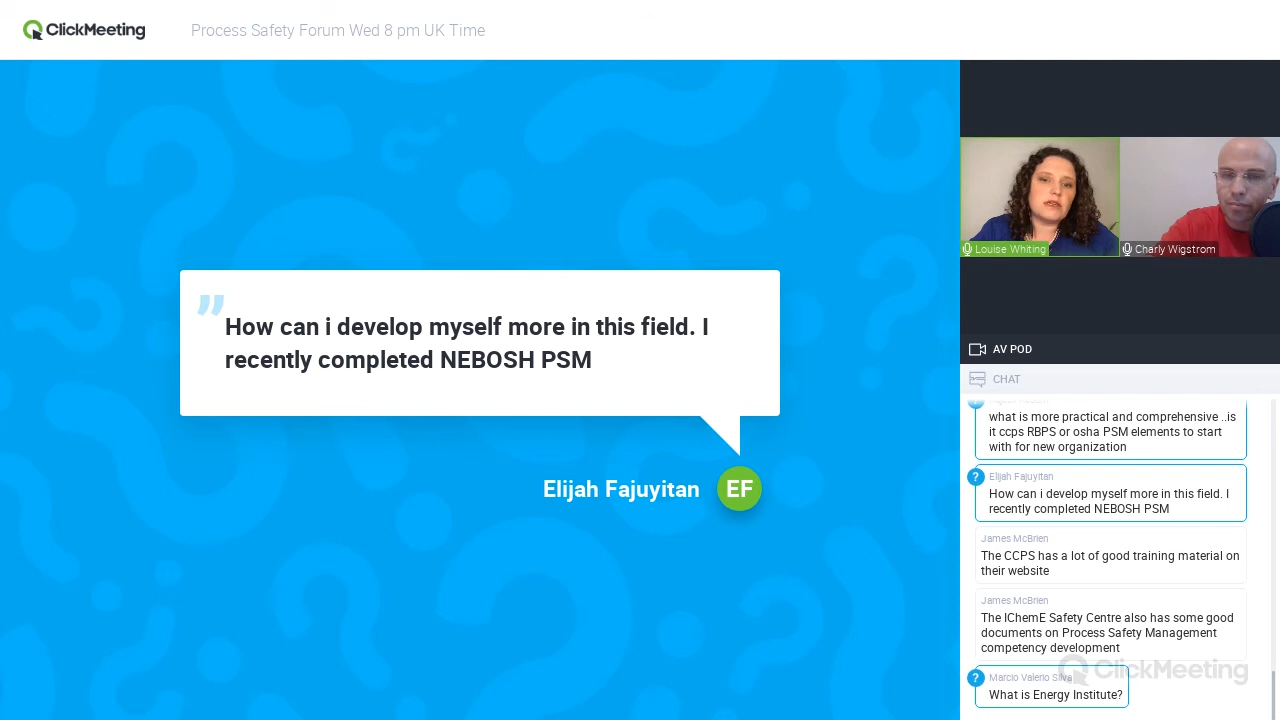 ClickMeeting
Process Safety Forum Wed 8 pm UK Time
"
How can i develop myself more in this field. I
recently completed NEBOSH PSM
Elijah Fajuyitan
EF
Louise Whiting
Charly Wigstrom
AV POD
CHAT
?
what is more practical and comprehensive ..is
it ccps RBPS or osha PSM elements to start
with for new organization
?
Elijah Fajuyitan
How can i develop myself more in this field. I
recently completed NEBOSH PSM
James McBrien
The CCPS has a lot of good training material on
their website
James McBrien
The IChemE Safety Centre also has some good
documents on Process Safety Management
competency development
ClickMeeting
?
Marcio Valerio Silva
What is Energy Institute?